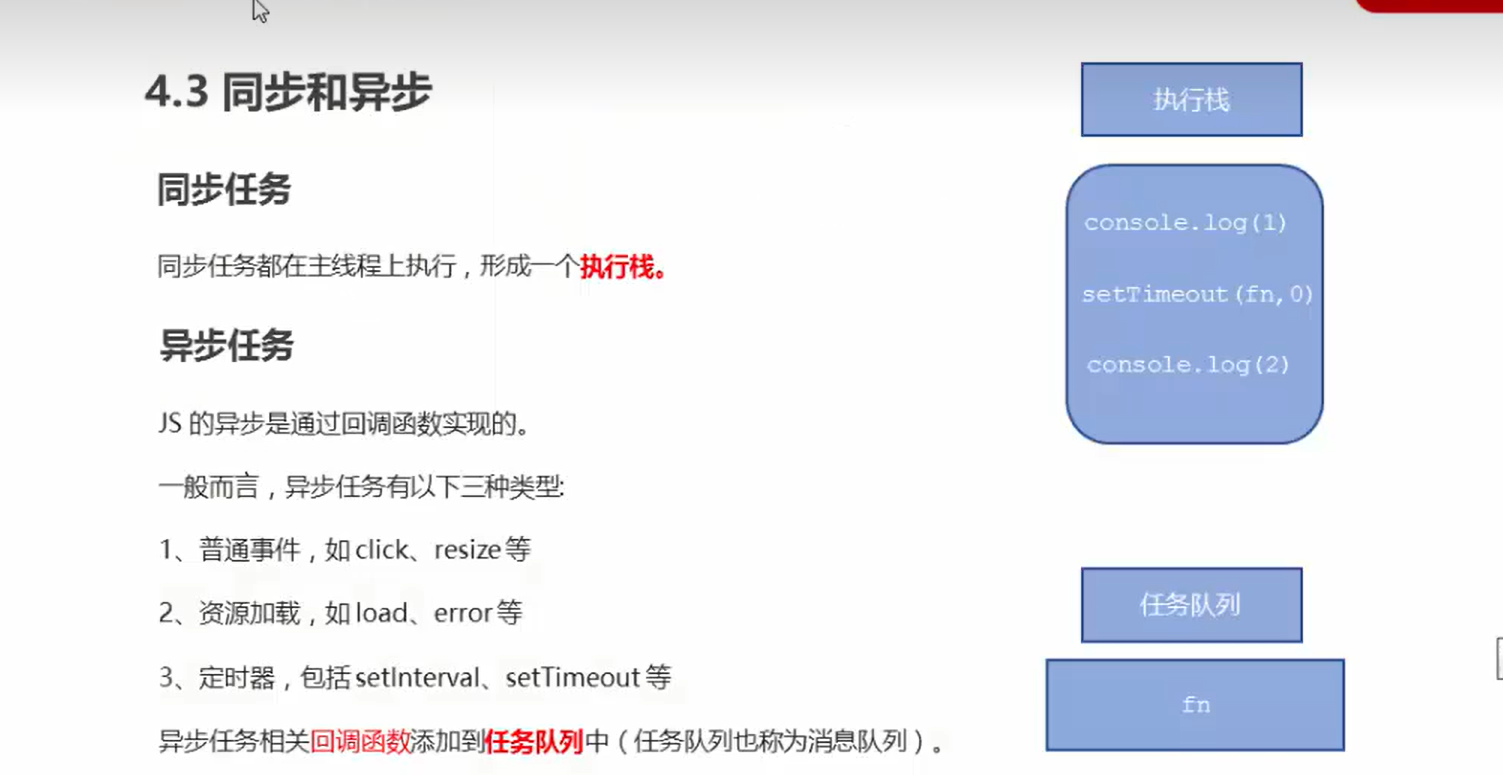 4.3 同步和异步
同步任务
同步任务都在主线程上执行，形成一个执行栈。
异步任务
JS 的异步是通过回调函数实现的。
一般而言，异步任务有以下三种类型:
1、普通事件，如 click、resize 等
2、资源加载，如 load、error 等
3、定时器，包括 setInterval、setTimeout 等
异步任务相关回调函数添加到任务队列中（任务队列也称为消息队列）。
执行栈
console.log(1)
setTimeout(fn,0)
console.log(2)
任务队列
fn